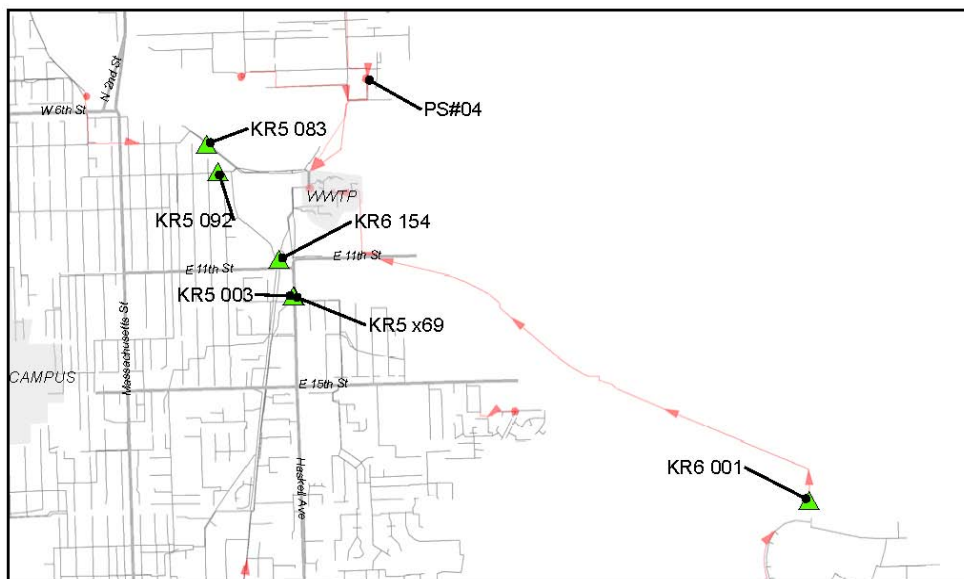 N 2nd St
W 6th St
PS#04
KR5 083
WWTP
KR5 092
KR6 154
E 11th St
E 11th St
KR5 003
KR5 x69
Massachusetts St
CAMPUS
E 15th St
Haskell Ave
KR6 001